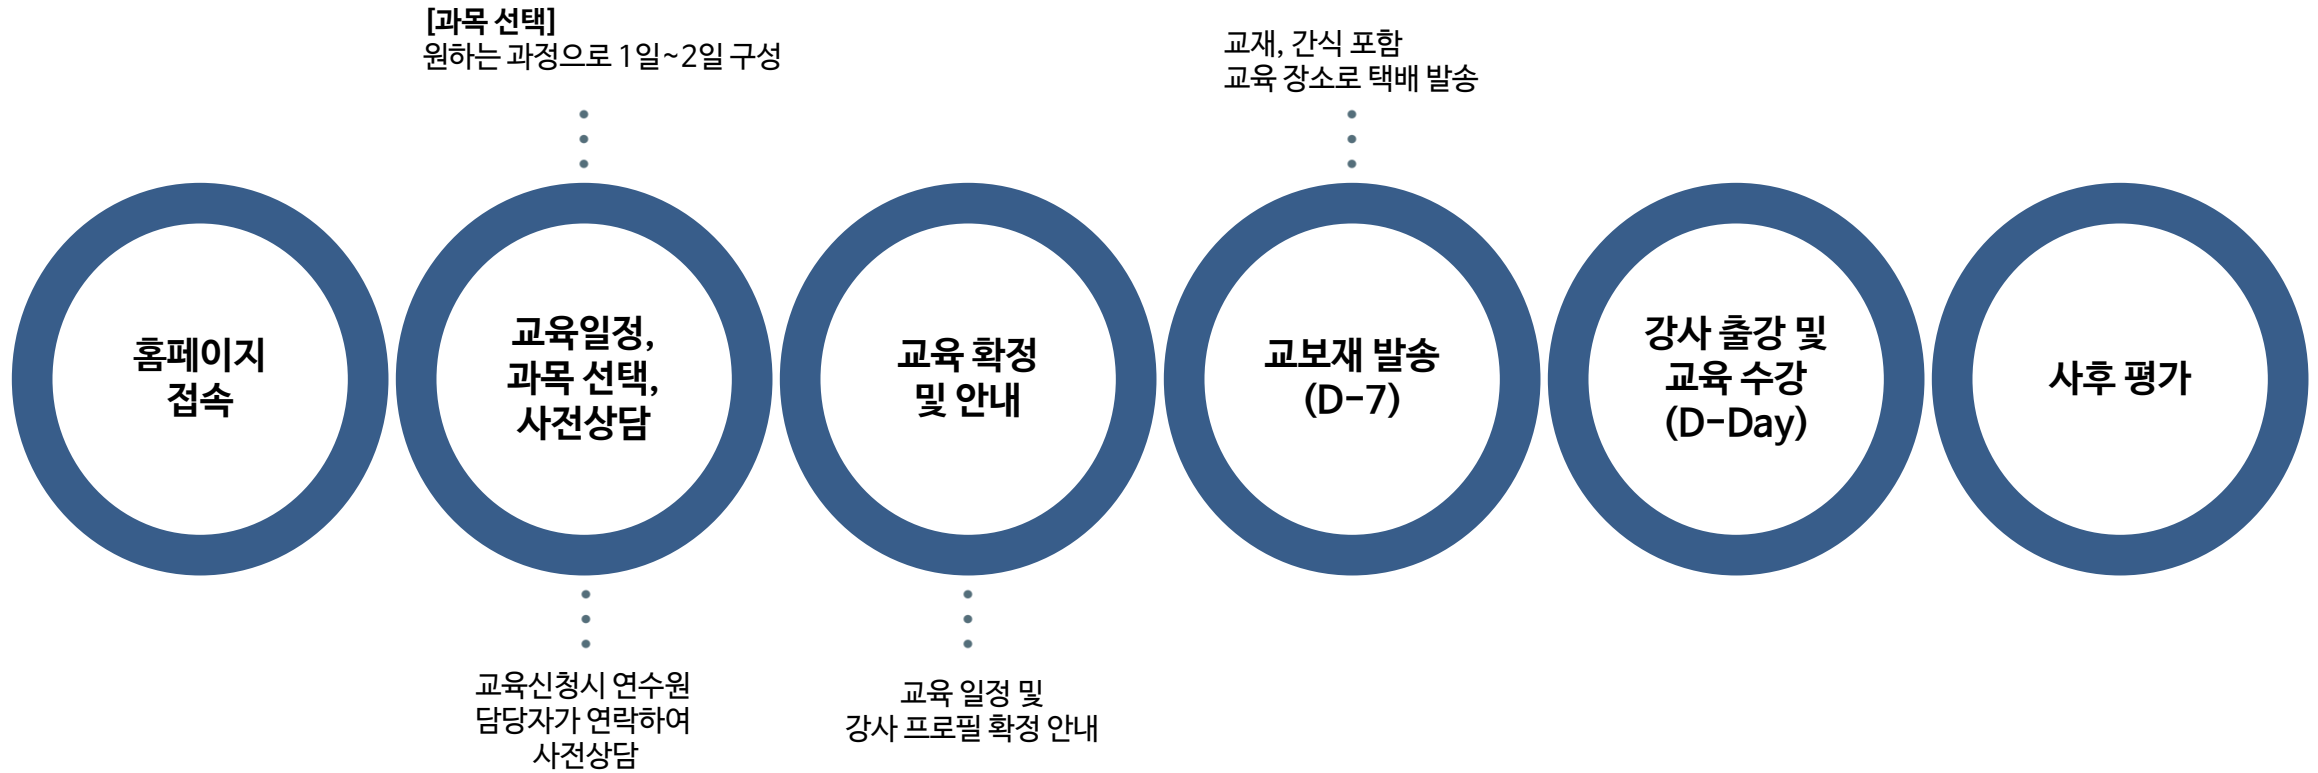 [과목 선택]
원하는 과정으로 1일~2일 구성
교재, 간식 포함
교육 장소로 택배 발송
홈페이지
접속
교육일정,
과목 선택,
사전상담
교육 확정
및 안내
교보재 발송
(D-7)
강사 출강 및
교육 수강
(D-Day)
사후 평가
교육신청시 연수원
담당자가 연락하여
사전상담
교육 일정 및
강사 프로필 확정 안내